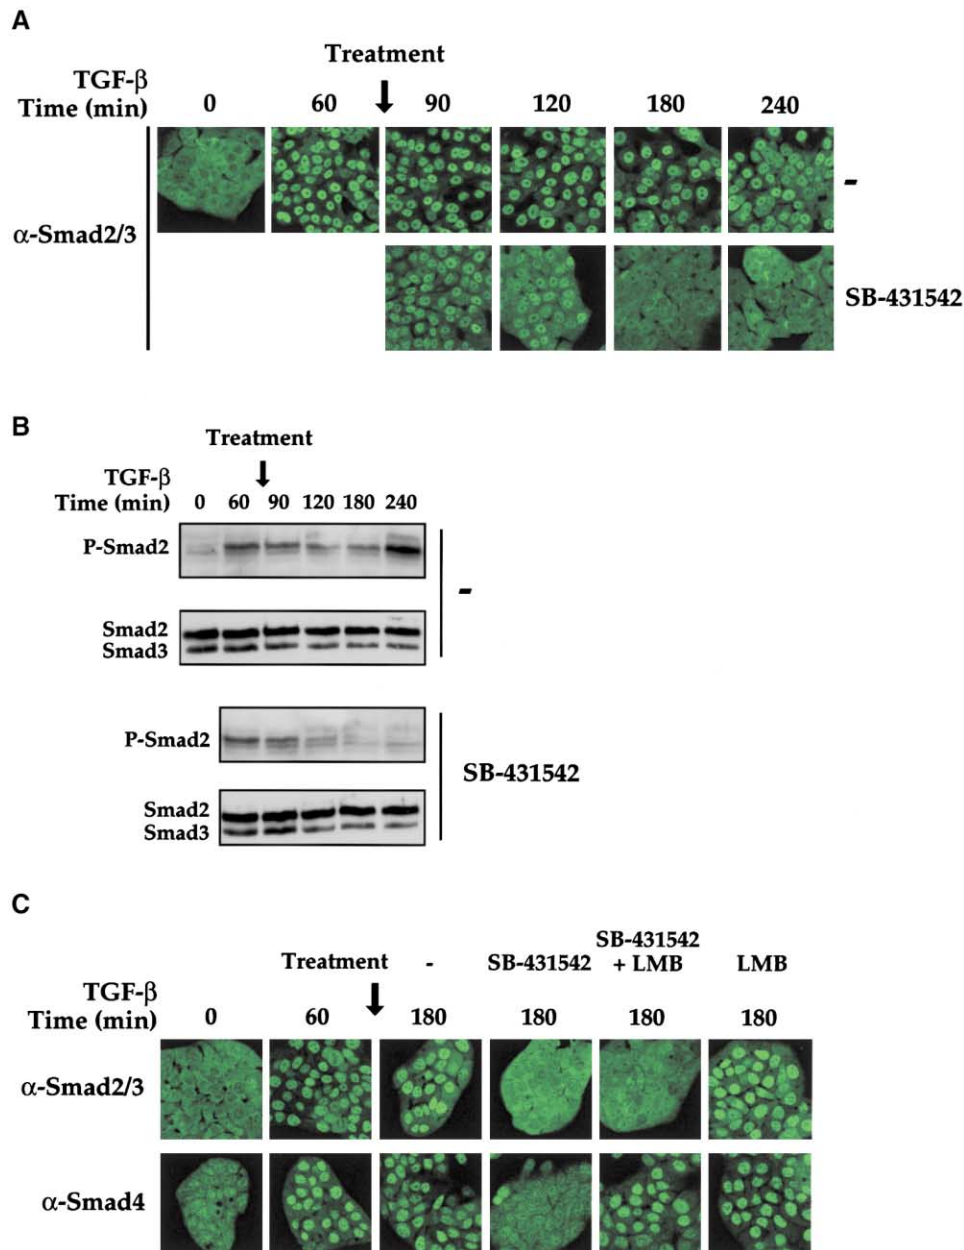 A
Treatment
TGF-β
Time (min) 0 60 90 120 180 240
α-Smad2/3
-
SB-431542
B
Treatment
TGF-β
Time (min) 0 60 90 120 180 240
P-Smad2
-
Smad2
Smad3
P-Smad2
SB-431542
Smad2
Smad3
C
Treatment - SB-431542 SB-431542 + LMB LMB
TGF-β
Time (min) 0 60 180 180 180 180
α-Smad2/3
α-Smad4